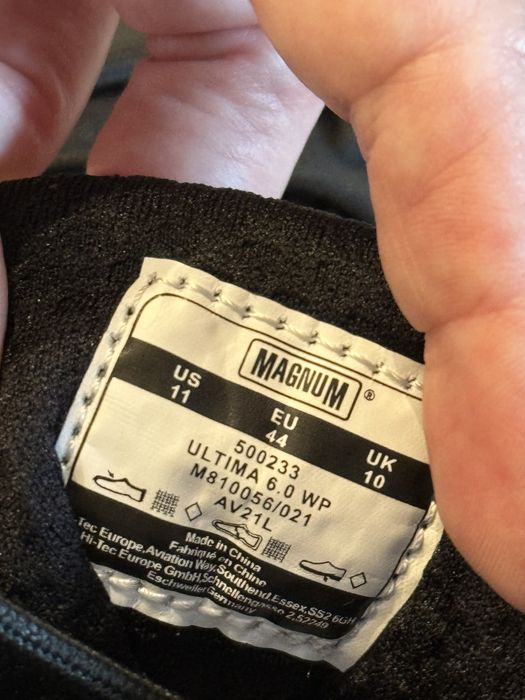 MAGNUM®
US EU UK
11 44 10
500233
ULTIMA 6.0 WP
M810056/021
AV21L
Made in China
Fabriqué en Chine
-Tec Europe,Aviation Way,Southend,Essex,SS2 6GH
Hi-Tec Europe GmbH,Schnellengasse 2,52249
Eschweiler Germany